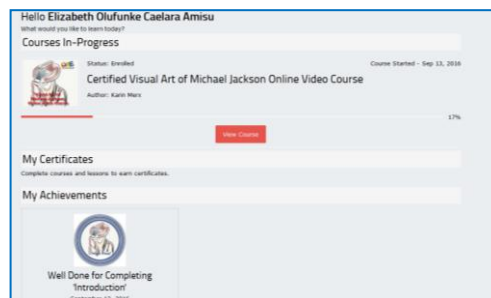 Hello Elizabeth Olufunke Caelara Amisu
What would you like to learn today?
Courses In-Progress
Status: Enrolled
Course Started - Sep 13, 2016
Certified Visual Art of Michael Jackson Online Video Course
Author: Karin Merx
17%
View Course
My Certificates
Complete courses and lessons to earn certificates.
My Achievements
Well Done for Completing
'Introduction'